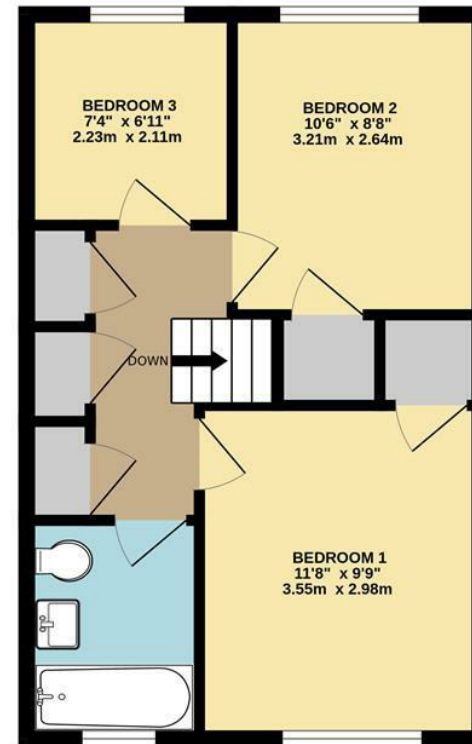 BEDROOM 3
7'4" x 6'11"
2.23m x 2.11m
BEDROOM 2
10'6" x 8'8"
3.21m x 2.64m
DOWN
BEDROOM 1
11'8" x 9'9"
3.55m x 2.98m